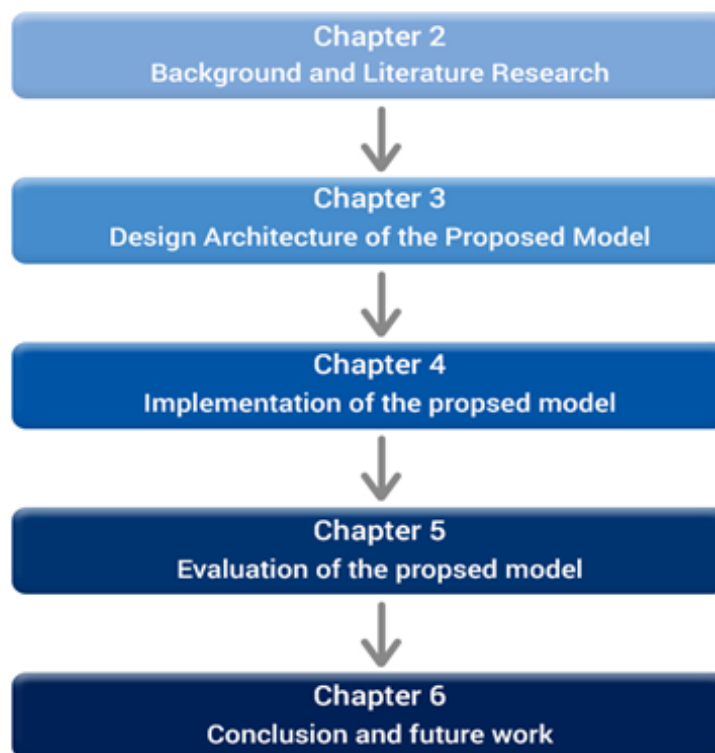 Chapter 2
Background and Literature Research
Chapter 3
Design Architecture of the Proposed Model
Chapter 4
Implementation of the propsed model
Chapter 5
Evaluation of the propsed model
Chapter 6
Conclusion and future work